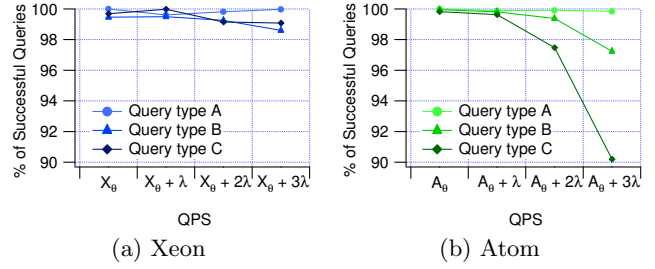 % of Successful Queries
100
98
96
94
92
90
Query type A
Query type B
Query type C
Xθ
Xθ + λ
Xθ + 2λ
Xθ + 3λ
QPS
(a) Xeon
% of Successful Queries
100
98
96
94
92
90
Query type A
Query type B
Query type C
Aθ
Aθ + λ
Aθ + 2λ
Aθ + 3λ
QPS
(b) Atom